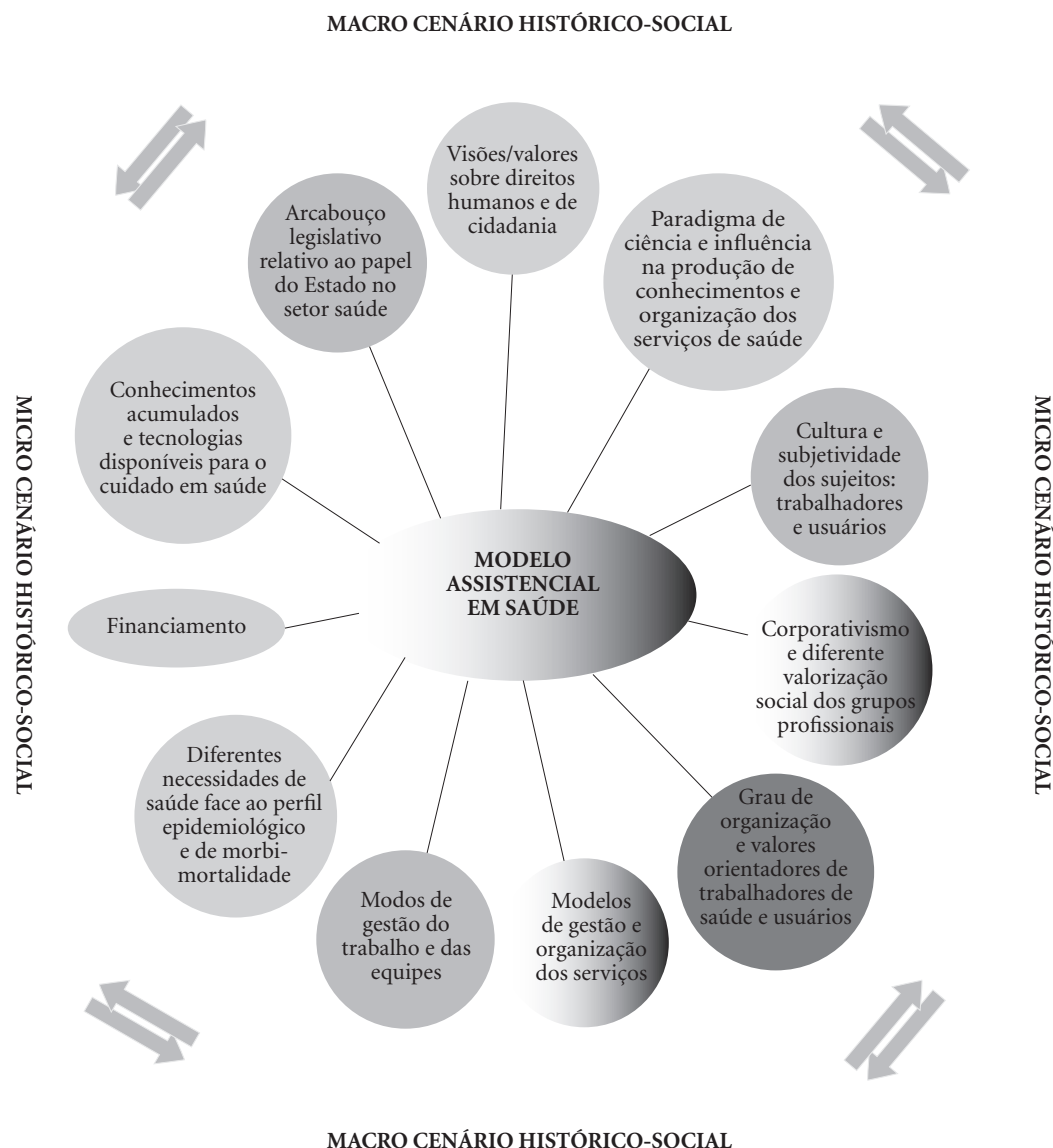 MACRO CENÁRIO HISTÓRICO-SOCIAL
Visões/valores
sobre direitos
humanos e de
cidadania
Arcabouço
legislativo
relativo ao papel
do Estado no
setor saúde
Paradigma de
ciência e influência
na produção de
conhecimentos e
organização dos
serviços de saúde
Conhecimentos
acumulados
e tecnologias
disponíveis para o
cuidado em saúde
Cultura e
subjetividade
dos sujeitos:
trabalhadores
e usuários
MICRO CENÁRIO HISTÓRICO-SOCIAL
MICRO CENÁRIO HISTÓRICO-SOCIAL
MODELO
ASSISTENCIAL
EM SAÚDE
Financiamento
Corporativismo
e diferente
valorização
social dos grupos
profissionais
Diferentes
necessidades de
saúde face ao perfil
epidemiológico
e de morbi-
mortalidade
Grau de
organização
e valores
orientadores de
trabalhadores de
saúde e usuários
Modos de
gestão do
trabalho e das
equipes
Modelos
de gestão e
organização
dos serviços
MACRO CENÁRIO HISTÓRICO-SOCIAL